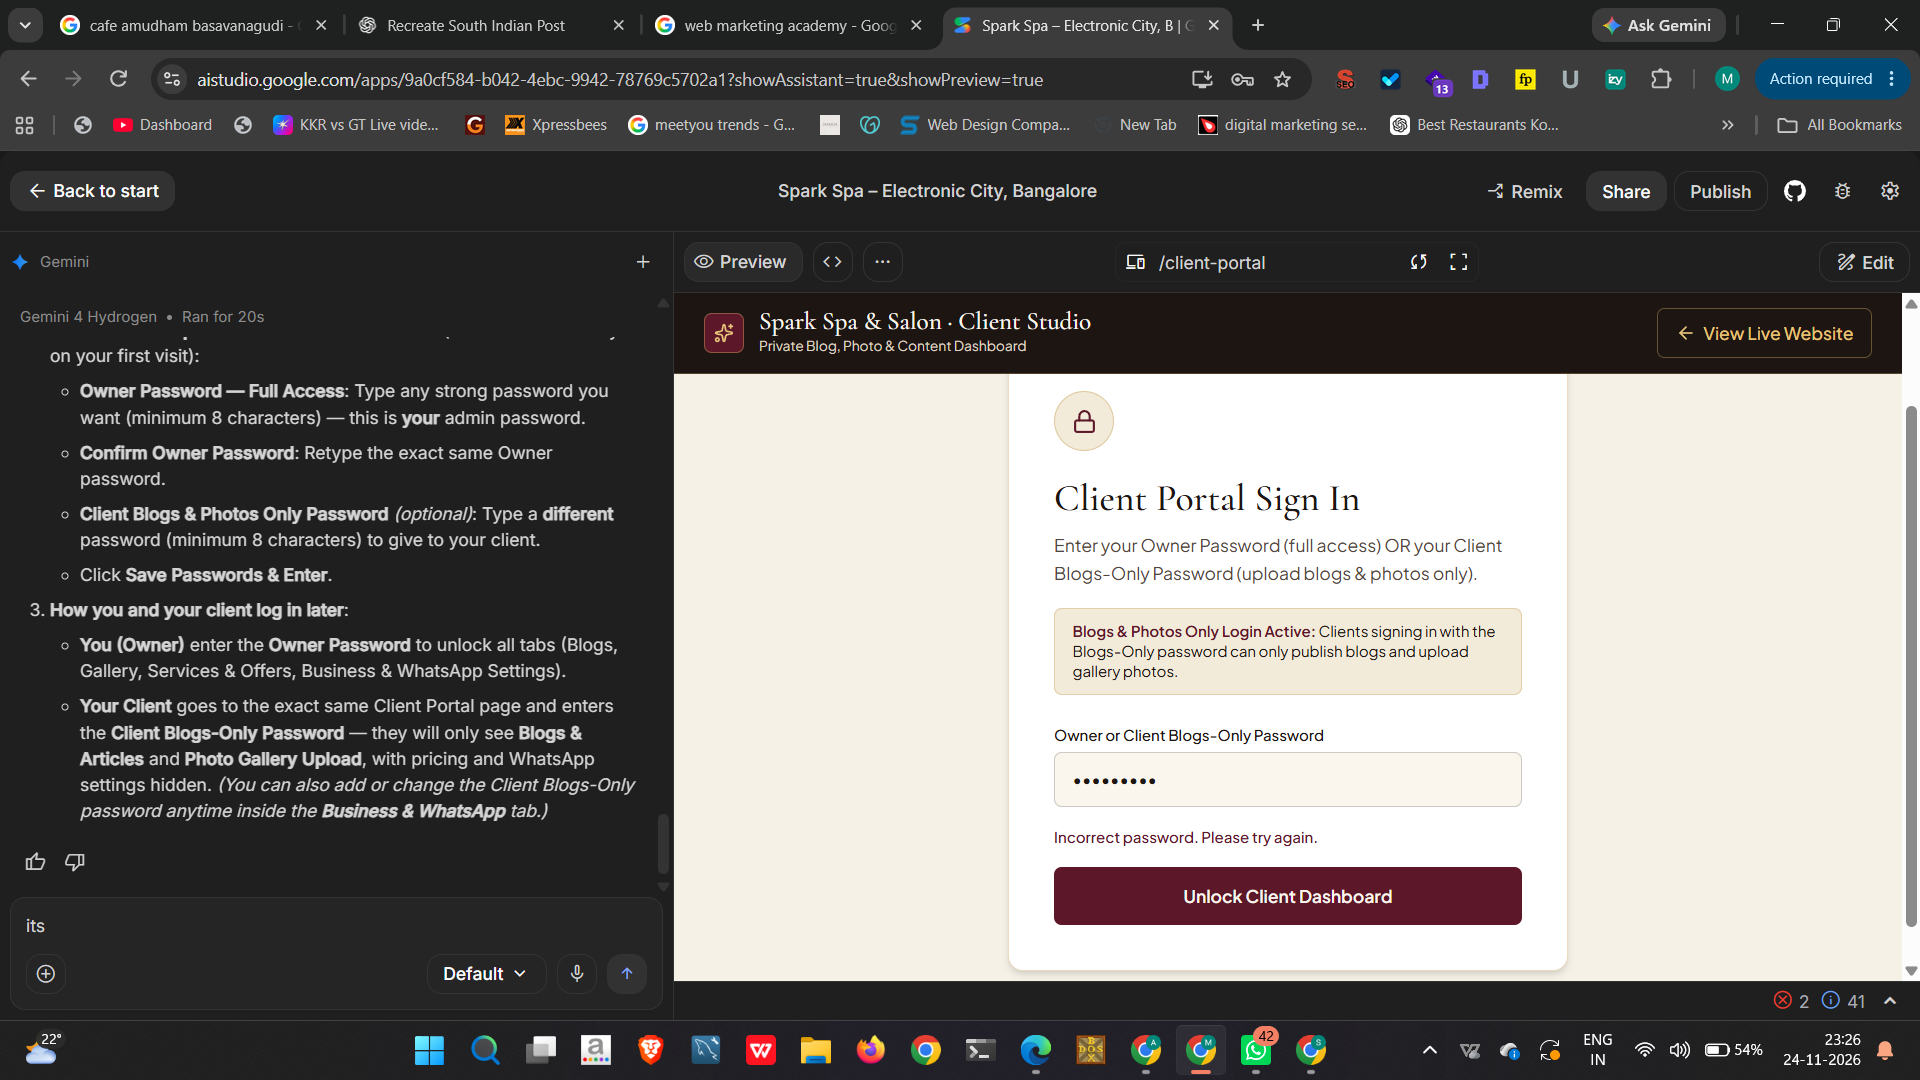 cafe amudham basavanagudi - 
Recreate South Indian Post
web marketing academy - Goog
Spark Spa – Electronic City, B | G
Ask Gemini
aistudio.google.com/apps/9a0cf584-b042-4ebc-9942-78769c5702a1?showAssistant=true&showPreview=true
SEO
13
fp
U
izy
M
Action required
Dashboard
KKR vs GT Live vide...
Xpressbees
meetyou trends - G...
Web Design Compa...
New Tab
digital marketing se...
Best Restaurants Ko...
All Bookmarks
Back to start
Spark Spa – Electronic City, Bangalore
Remix
Share
Publish
Gemini
Preview
/client-portal
Edit
Gemini 4 Hydrogen • Ran for 20s
on your first visit):
Owner Password — Full Access: Type any strong password you
want (minimum 8 characters) — this is your admin password.
Confirm Owner Password: Retype the exact same Owner
password.
Client Blogs & Photos Only Password (optional): Type a different
password (minimum 8 characters) to give to your client.
Click Save Passwords & Enter.
3. How you and your client log in later:
You (Owner) enter the Owner Password to unlock all tabs (Blogs,
Gallery, Services & Offers, Business & WhatsApp Settings).
Your Client goes to the exact same Client Portal page and enters
the Client Blogs-Only Password — they will only see Blogs &
Articles and Photo Gallery Upload, with pricing and WhatsApp
settings hidden. (You can also add or change the Client Blogs-Only
password anytime inside the Business & WhatsApp tab.)
its
Default
Spark Spa & Salon · Client Studio
Private Blog, Photo & Content Dashboard
View Live Website
Client Portal Sign In
Enter your Owner Password (full access) OR your Client
Blogs-Only Password (upload blogs & photos only).
Blogs & Photos Only Login Active: Clients signing in with the
Blogs-Only password can only publish blogs and upload
gallery photos.
Owner or Client Blogs-Only Password
•••••••••
Incorrect password. Please try again.
Unlock Client Dashboard
2
41
22°
42
ENG
IN
54%
23:26
24-11-2026